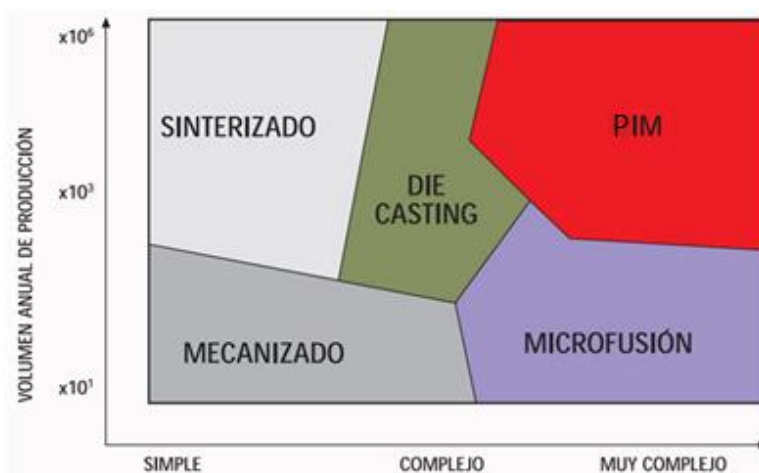 x10⁶
SINTERIZADO
PIM
x10³
DIE
CASTING
VOLUMEN ANUAL DE PRODUCCIÓN
MECANIZADO
MICROFUSIÓN
x10¹
SIMPLE
COMPLEJO
MUY COMPLEJO